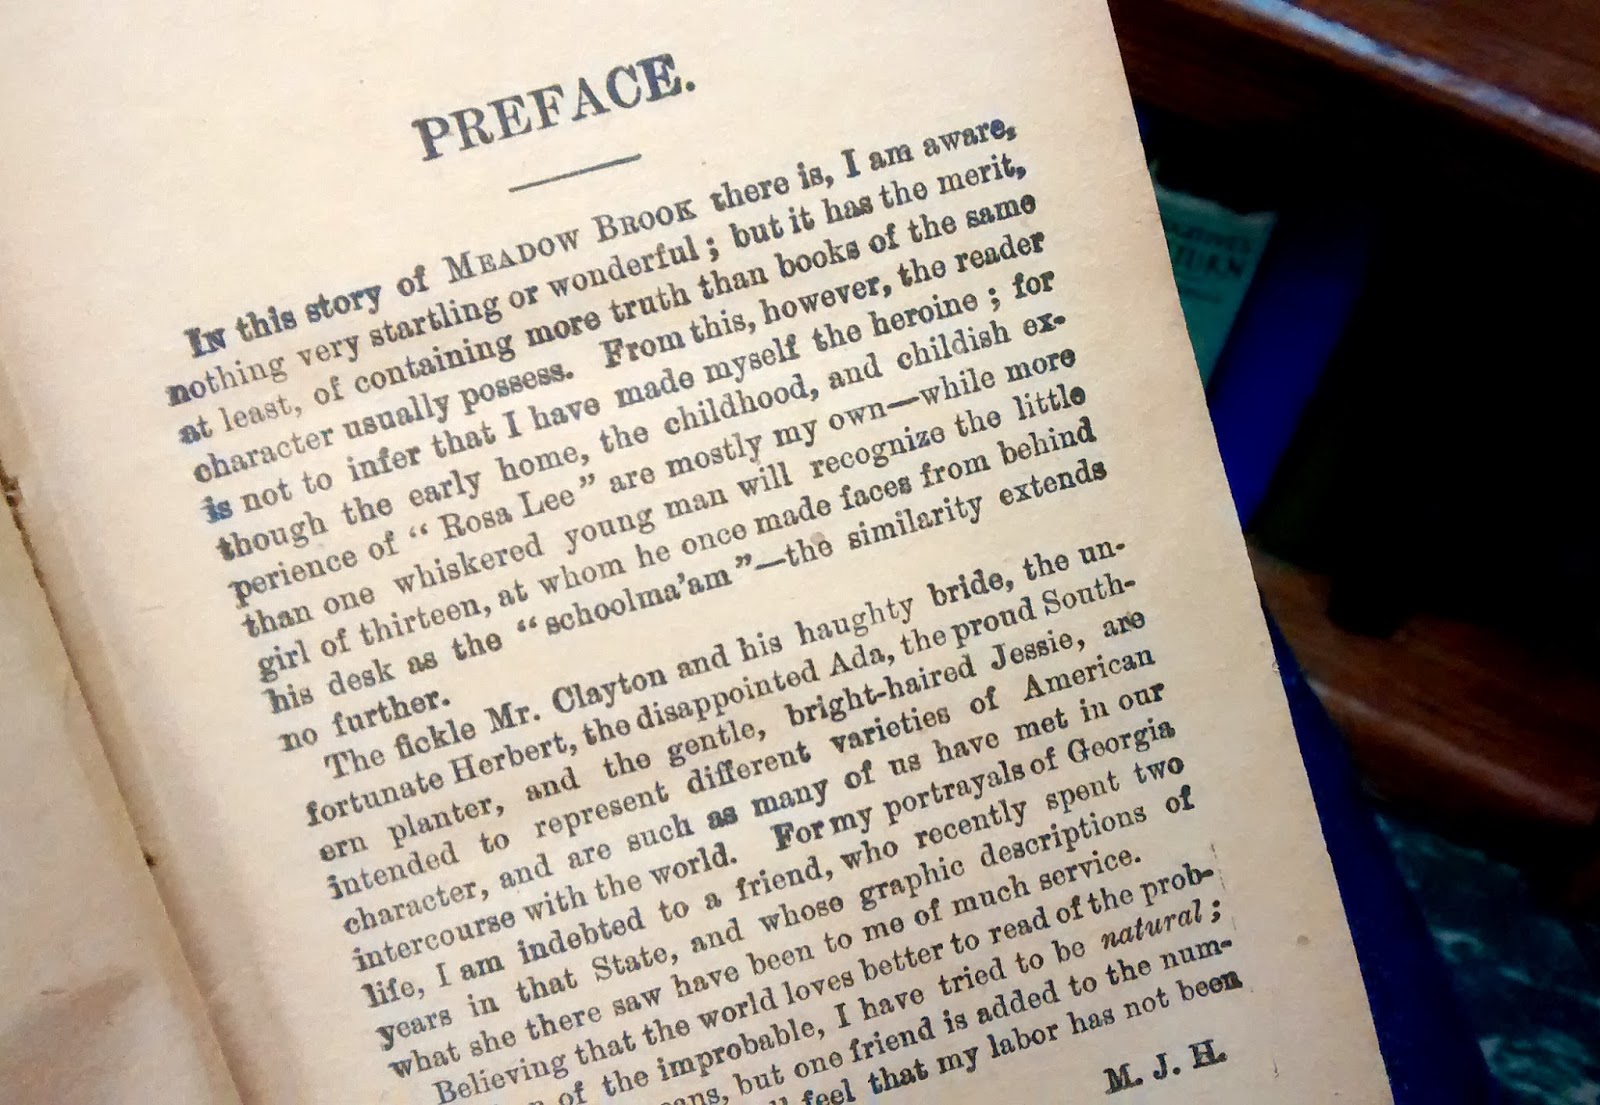 PREFACE.
IN this story of MEADOW BROOK there is, I am aware,
nothing very startling or wonderful; but it has the merit,
at least, of containing more truth than books of the same
character usually possess. From this, however, the reader
is not to infer that I have made myself the heroine; for
though the early home, the childhood, and childish ex-
perience of “Rosa Lee” are mostly my own—while more
than one whiskered young man will recognize the little
girl of thirteen, at whom he once made faces from behind
his desk as the “schoolma’am”—the similarity extends
no further.
The fickle Mr. Clayton and his haughty bride, the un-
fortunate Herbert, the disappointed Ada, the proud South-
ern planter, and the gentle, bright-haired Jessie, are
intended to represent different varieties of American
character, and are such as many of us have met in our
intercourse with the world. For my portrayals of Georgia
life, I am indebted to a friend, who recently spent two
years in that State, and whose graphic descriptions of
what she there saw have been to me of much service.
Believing that the world loves better to read of the prob-
of the improbable, I have tried to be natural;
but one friend is added to the num-
feel that my labor has not been
M. J. H.
TURN